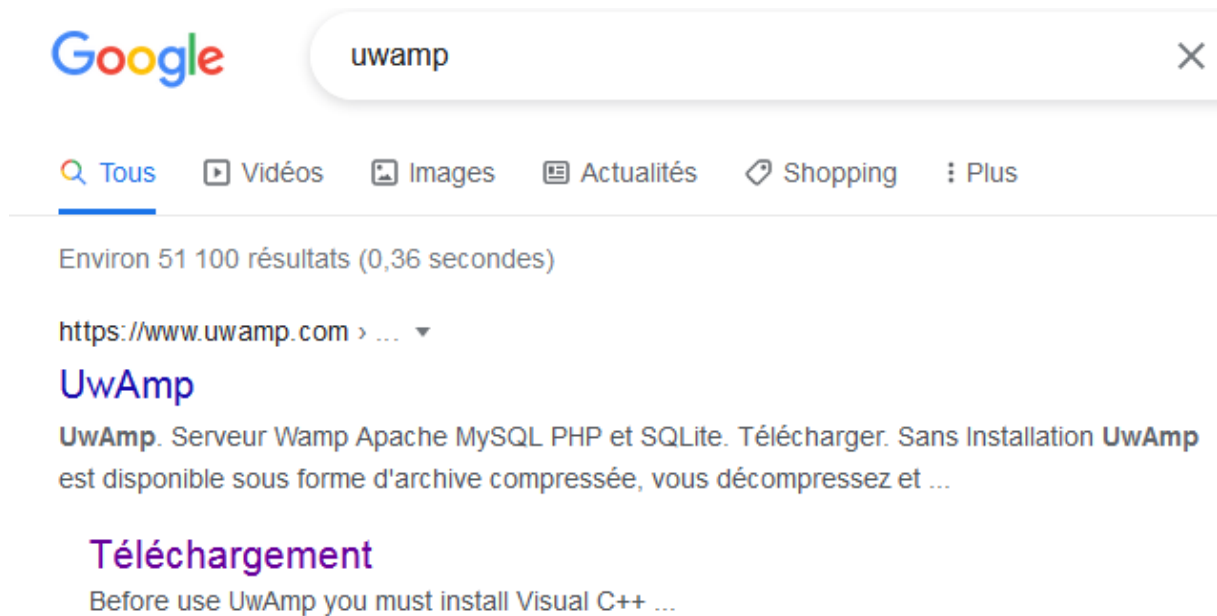 Google
uwamp
Tous Vidéos Images Actualités Shopping Plus
Environ 51 100 résultats (0,36 secondes)
https://www.uwamp.com › ...
UwAmp
UwAmp. Serveur Wamp Apache MySQL PHP et SQLite. Télécharger. Sans Installation UwAmp
est disponible sous forme d'archive compressée, vous décompressez et ...
Téléchargement
Before use UwAmp you must install Visual C++ ...